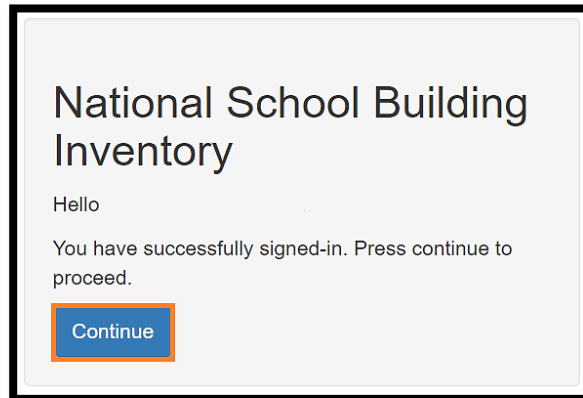 National School Building
Inventory
Hello
You have successfully signed-in. Press continue to
proceed.
Continue